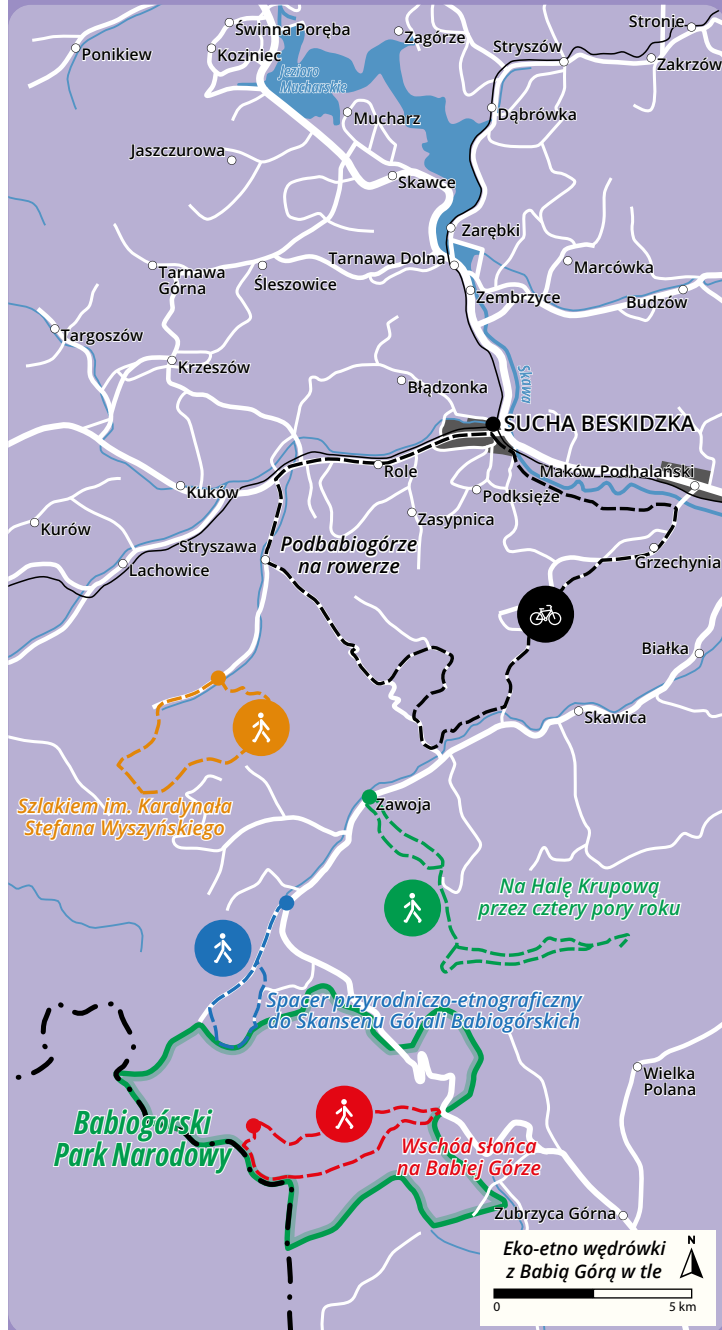 Świnna Poręba
Stronie
Zagórze
Ponikiew
Koziniec
Stryszów
Zakrzów
Jezioro
Mucharskie
Mucharz
Dąbrówka
Jaszczurowa
Skawce
Zarębki
Tarnawa Dolna
Marcówka
Tarnawa
Górna
Śleszowice
Zembrzyce
Budzów
Targoszów
Krzeszów
Błądzonka
Skawa
SUCHA BESKIDZKA
Role
Maków Podhalański
Kuków
Podksięże
Zasypnica
Kurów
Stryszawa
Podbabiogórze
na rowerze
Lachowice
Grzechynia
Białka
Skawica
Zawoja
Szlakiem im. Kardynała
Stefana Wyszyńskiego
Na Halę Krupową
przez cztery pory roku
Spacer przyrodniczo-etnograficzny
do Skansenu Górali Babiogórskich
Wielka
Polana
Babiogórski
Park Narodowy
Wschód słońca
na Babiej Górze
Zubrzyca Górna
Eko-etno wędrówki
z Babią Górą w tle
N
0 5 km